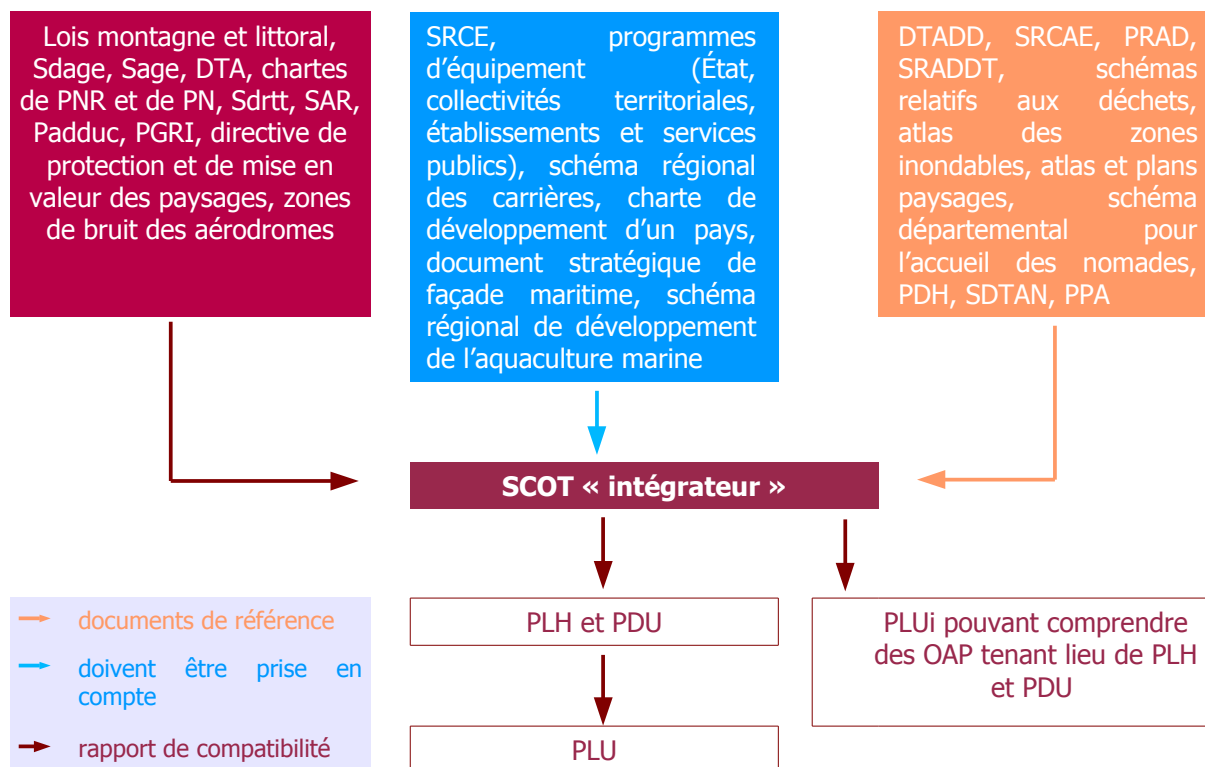 Lois montagne et littoral,
Sdage, Sage, DTA, chartes
de PNR et de PN, Sdrtt, SAR,
Padduc, PGRI, directive de
protection et de mise en
valeur des paysages, zones
de bruit des aérodromes
SRCE, programmes
d'équipement (État,
collectivités territoriales,
établissements et services
publics), schéma régional
des carrières, charte de
développement d'un pays,
document stratégique de
façade maritime, schéma
régional de développement
de l'aquaculture marine
DTADD, SRCAE, PRAD,
SRADDT, schémas
relatifs aux déchets,
atlas des zones
inondables, atlas et plans
paysages, schéma
départemental pour
l'accueil des nomades,
PDH, SDTAN, PPA
SCOT « intégrateur »
documents de référence
doivent être prise en
compte
rapport de compatibilité
PLH et PDU
PLU
PLUi pouvant comprendre
des OAP tenant lieu de PLH
et PDU